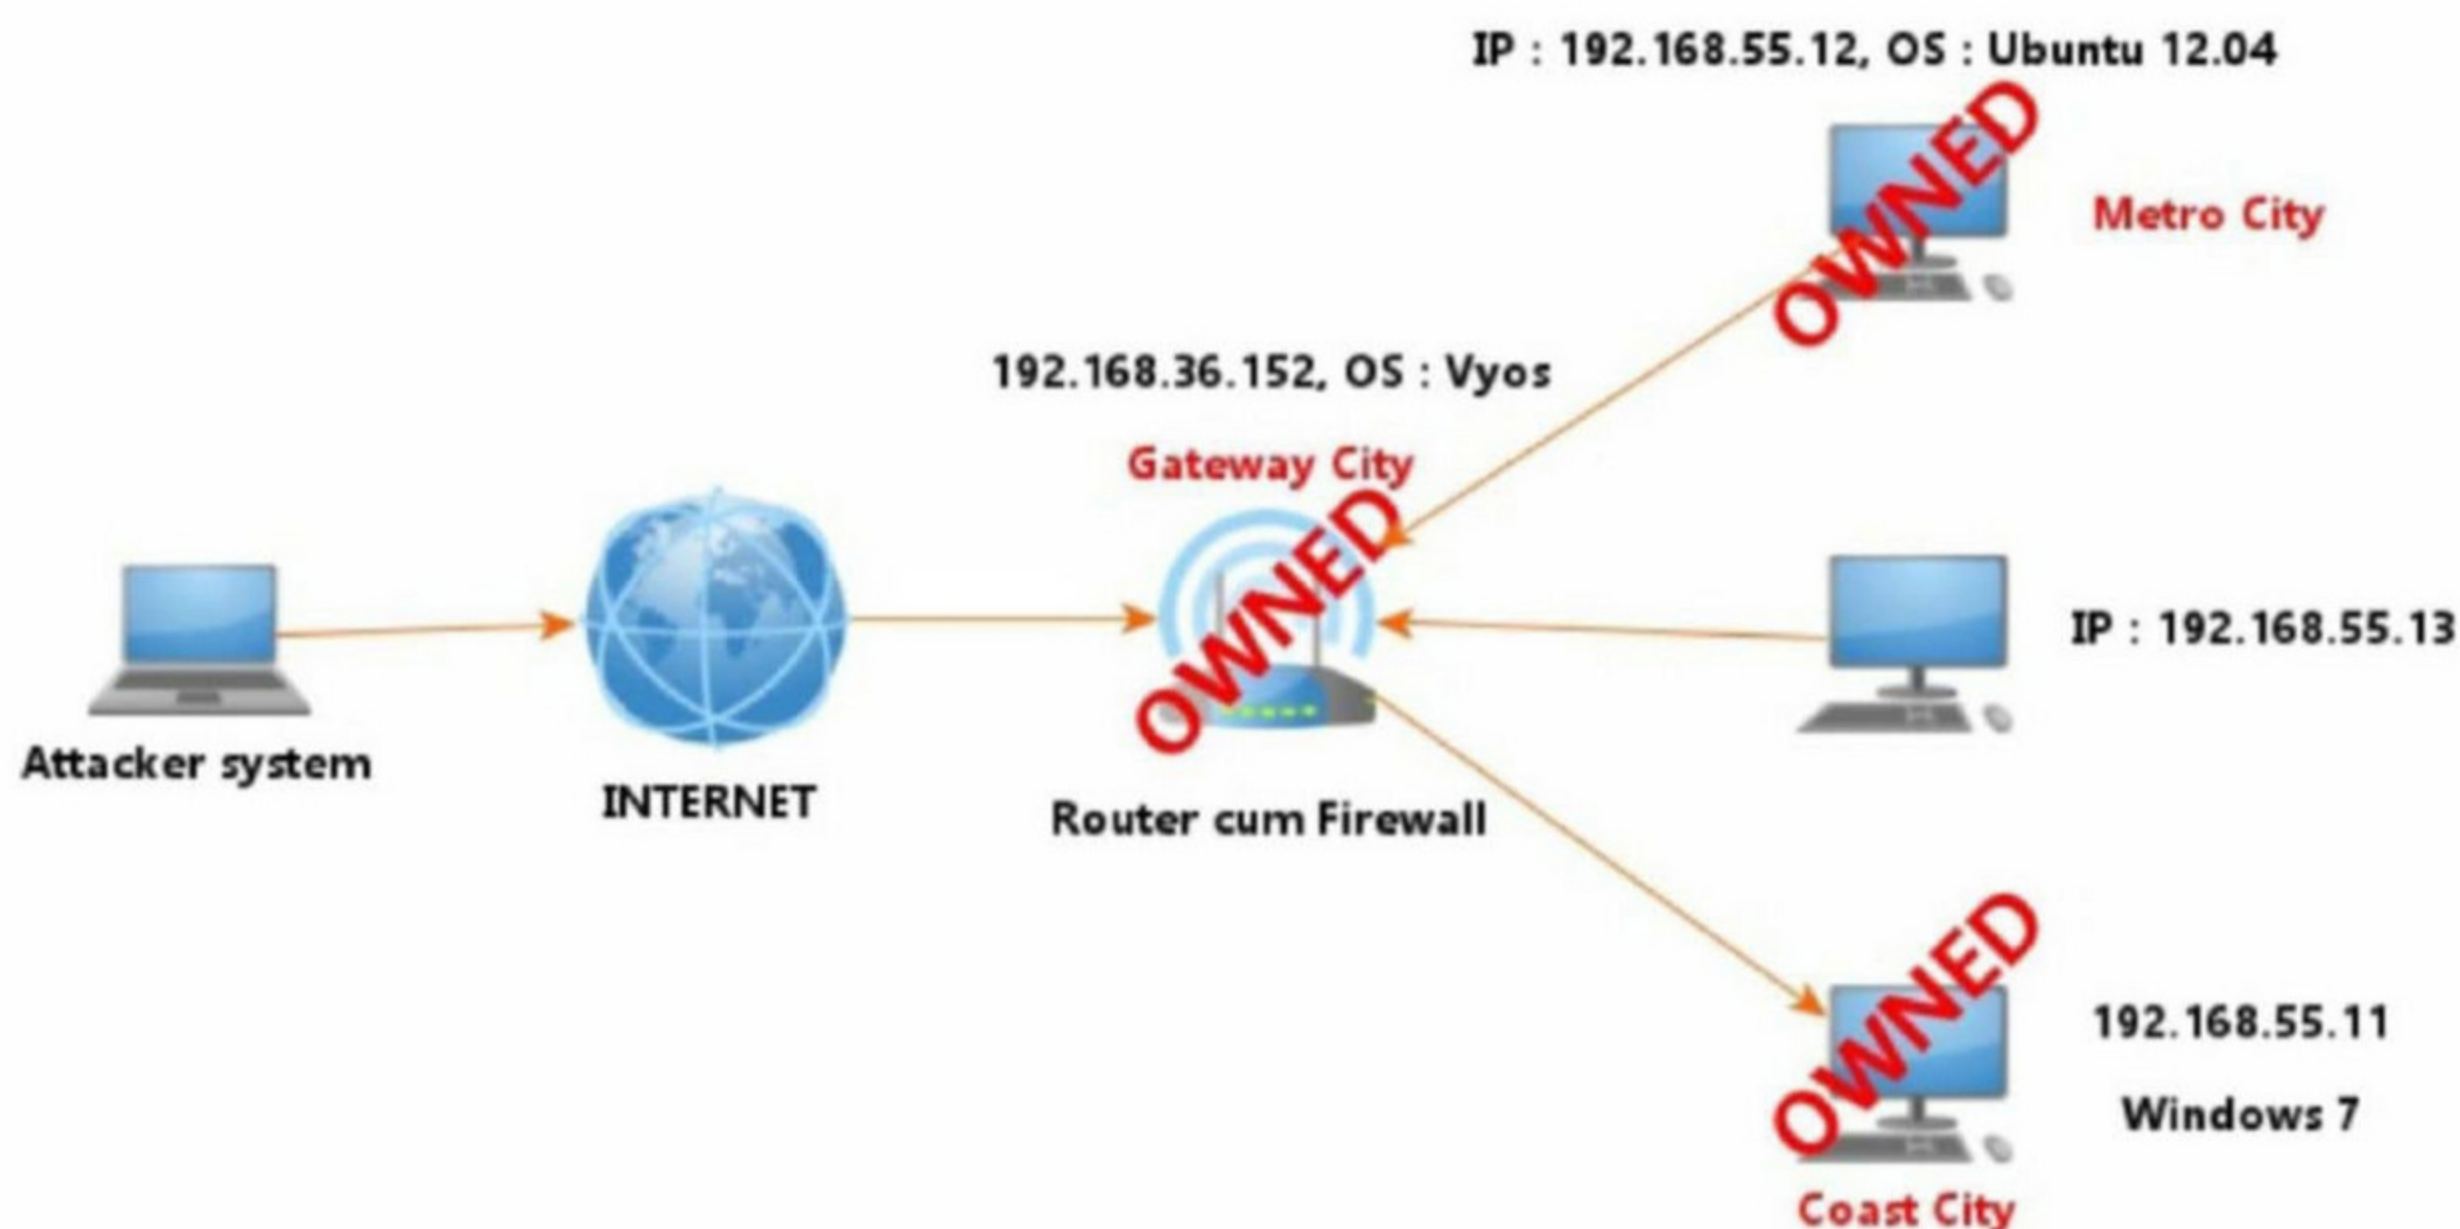 IP : 192.168.55.12, OS : Ubuntu 12.04
OWNED
Metro City
192.168.36.152, OS : Vyos
Gateway City
OWNED
IP : 192.168.55.13
Attacker system
INTERNET
Router cum Firewall
OWNED
192.168.55.11
Windows 7
Coast City